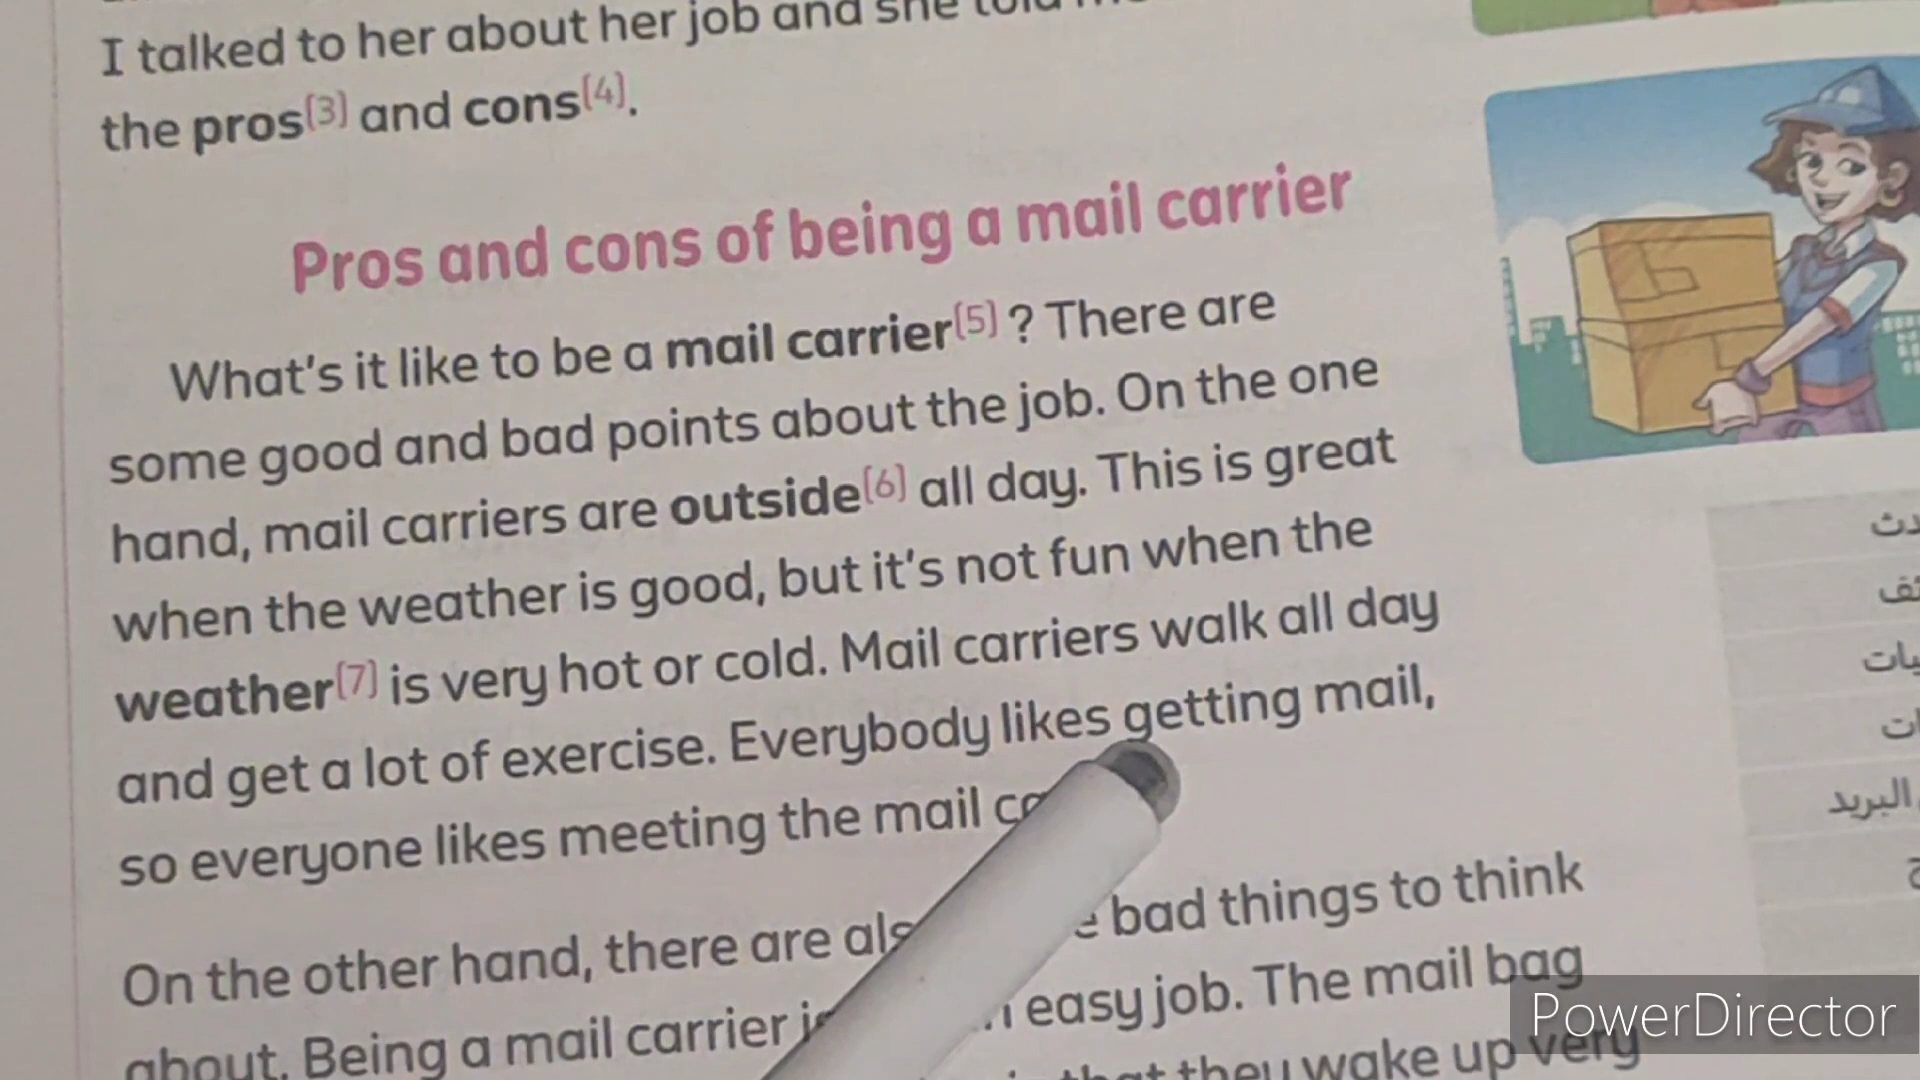 I talked to her about her job and she told
the pros(3) and cons(4).
Pros and cons of being a mail carrier
What's it like to be a mail carrier(5) ? There are
some good and bad points about the job. On the one
hand, mail carriers are outside(6) all day. This is great
when the weather is good, but it's not fun when the
weather(7) is very hot or cold. Mail carriers walk all day
and get a lot of exercise. Everybody likes getting mail,
so everyone likes meeting the mail
On the other hand, there are bad things to think
about. Being a mail carrier easy job. The mail bag
that they wake up very
البريد
PowerDirector